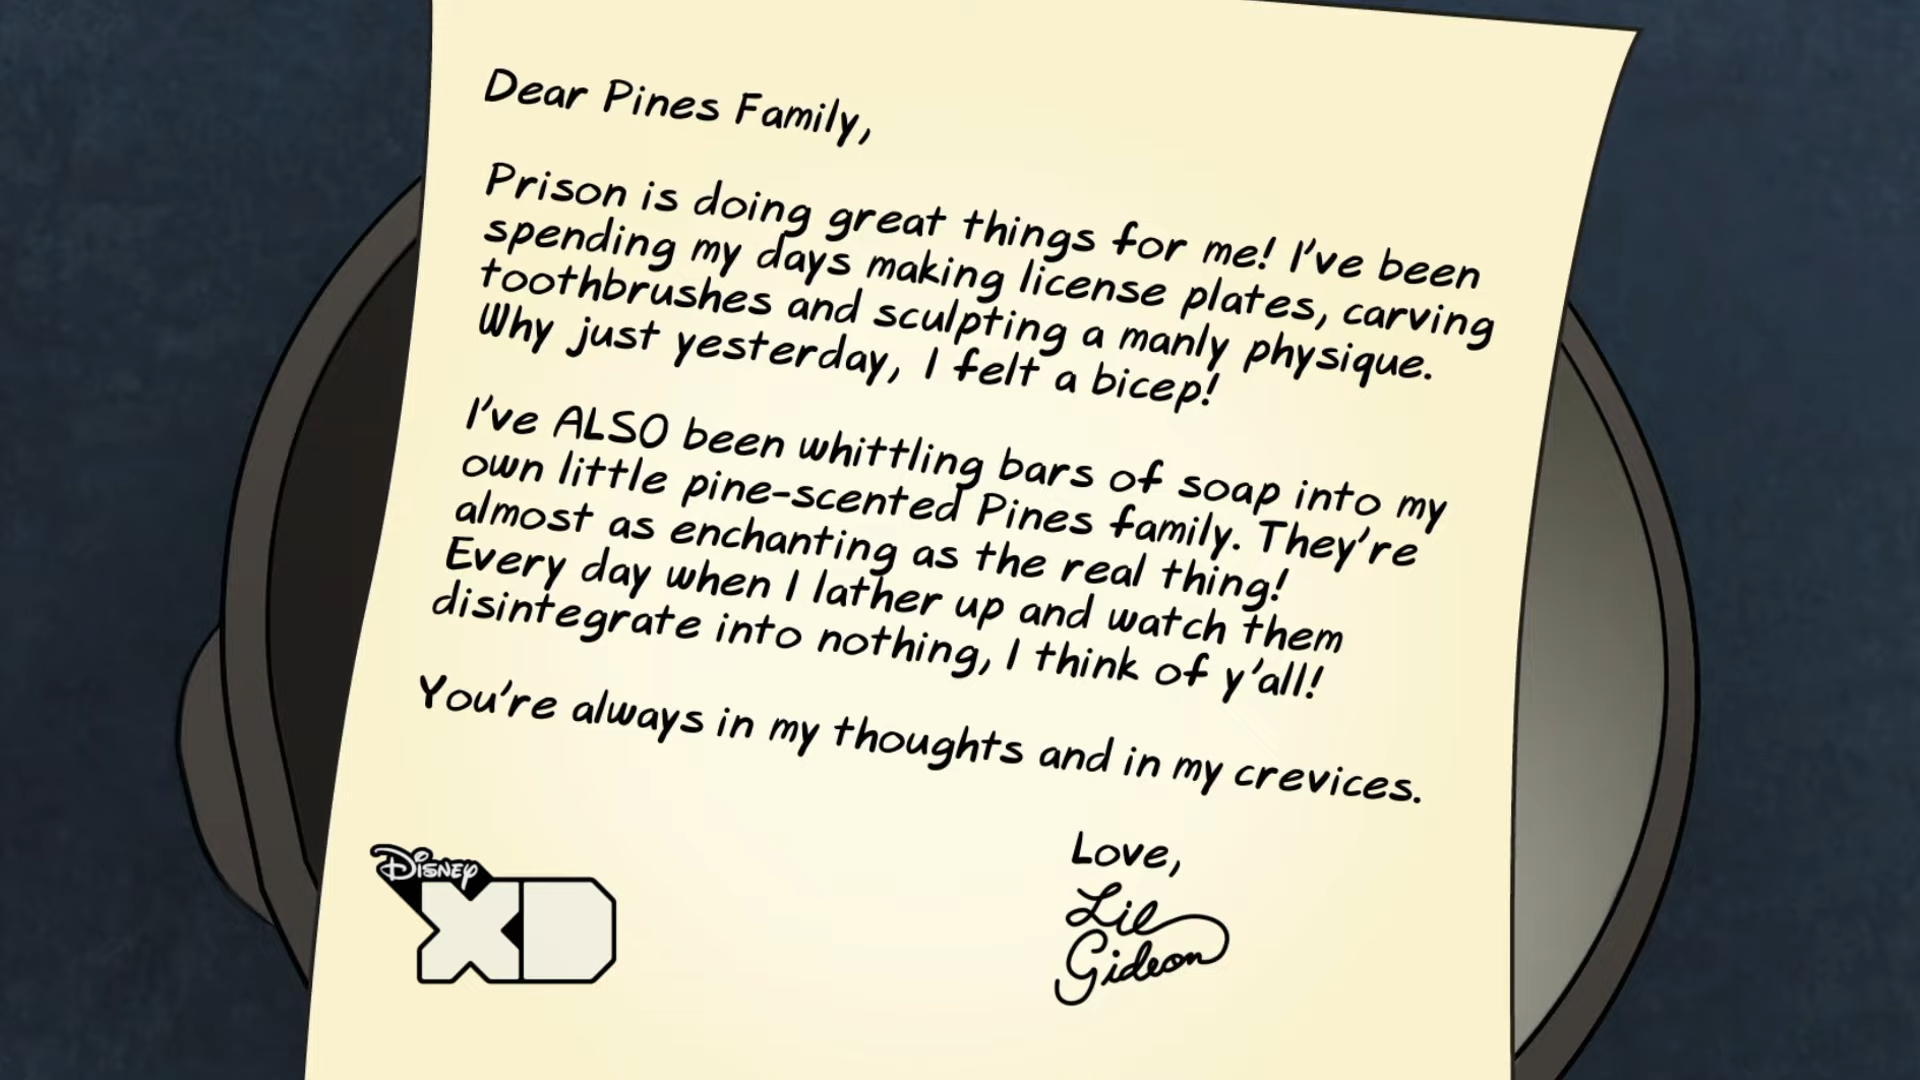 Dear Pines Family,
Prison is doing great things for me! I've been
spending my days making license plates, carving
toothbrushes and sculpting a manly physique.
Why just yesterday, I felt a bicep!
I've ALSO been whittling bars of soap into my
own little pine-scented Pines family. They're
almost as enchanting as the real thing!
Every day when I lather up and watch them
disintegrate into nothing, I think of y'all!
You're always in my thoughts and in my crevices.
Love,
Lil
Gideon
Disney
XD